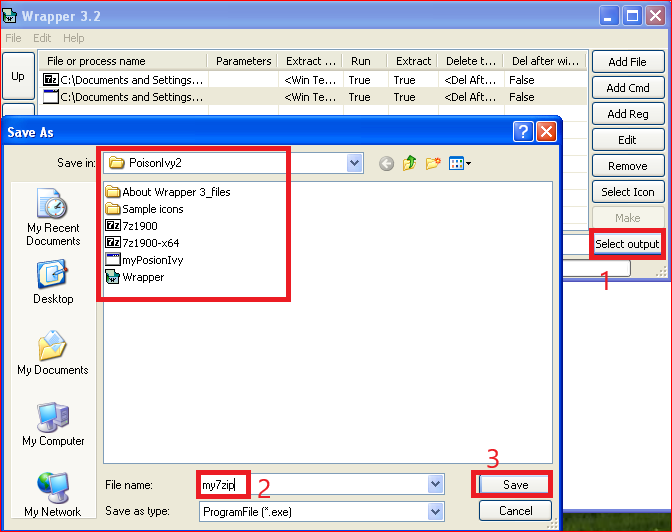 Wrapper 3.2
File Edit Help
Up
File or process name Parameters Extract ... Run Extract Delete t... Del after wi...
C:\Documents and Settings... <Win Te... True True <Del Aft... False
C:\Documents and Settings... <Win Te... True True <Del Aft... False
Add File
Add Cmd
Add Reg
Edit
Remove
Select Icon
Make
Select output
1
Save As
Save in: PoisonIvy2
My Recent
Documents
Desktop
My Documents
My Computer
My Network
About Wrapper 3_files
Sample icons
7z1900
7z1900-x64
myPosionIvy
Wrapper
File name: my7zip 2
3
Save
Save as type: ProgramFile (*.exe)
Cancel